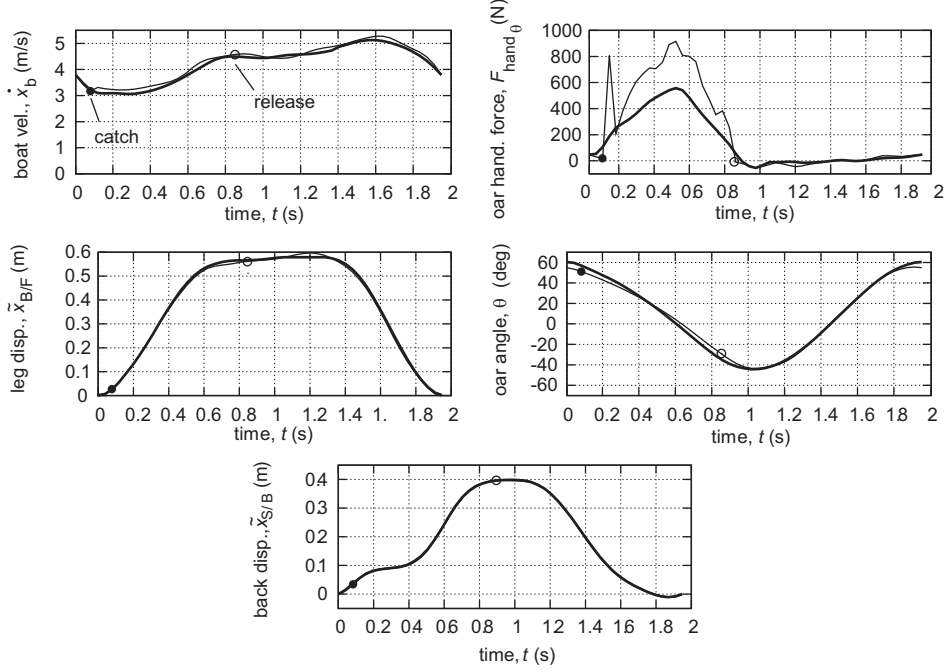 boat vel., ẋb (m/s)
5
4
3
2
1
0
catch
release
0 0.2 0.4 0.6 0.8 1 1.2 1.4 1.6 1.8 2
time, t (s)
oar hand. force, Fhand θ (N)
1000
800
600
400
200
0
0 0.2 0.4 0.6 0.8 1.0 1.2 1.4 1.6 1.8 2
time, t (s)
leg disp., x̃B/F (m)
0.6
0.5
0.4
0.3
0.2
0.1
0
0 0.2 0.4 0.6 0.8 1 1.2 1.4 1.6 1.8 2
time, t (s)
oar angle, θ (deg)
60
40
20
0
-20
-40
-60
0 0.2 0.4 0.6 0.8 1 1.2 1.4 1.6 1.8 2
time, t (s)
back disp., x̃S/B (m)
0.4
0.3
0.2
0.1
0
0 0.2 0.4 0.6 0.8 1 1.2 1.4 1.6 1.8 2
time, t (s)